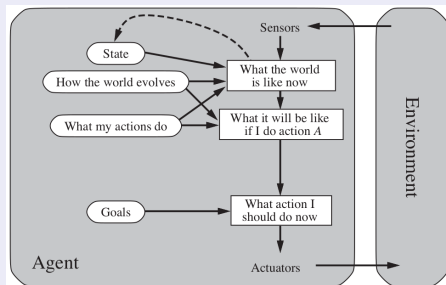 Sensors
State
What the world
is like now
How the world evolves
What it will be like
if I do action A
What my actions do
What action I
should do now
Goals
Agent
Actuators
Environment